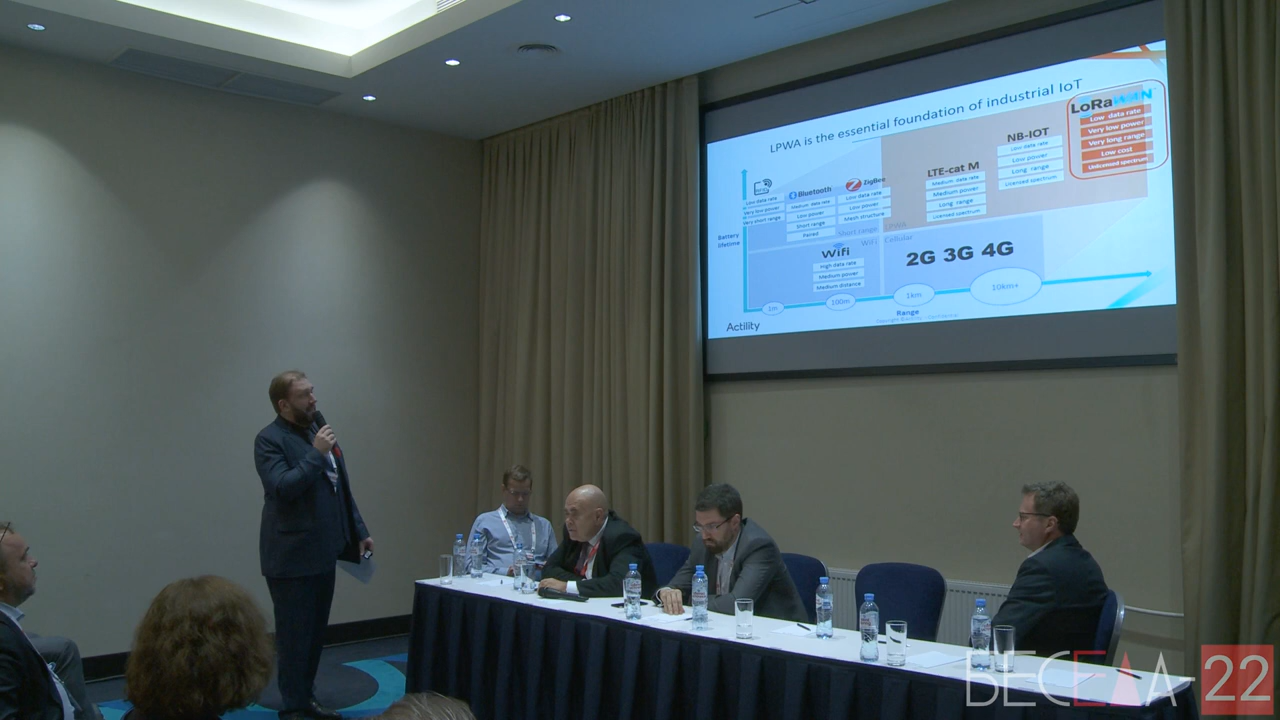 LPWA is the essential foundation of industrial IoT
LoRaWAN
Low data rate
Very low power
Very long range
Low cost
Unlicensed spectrum
NB-IOT
Low data rate
Low power
Long range
Licensed spectrum
LTE-cat M
Medium data rate
Medium power
Long range
Licensed spectrum
Low data rate
Very low power
Very short range
Bluetooth
Medium data rate
Low power
Short range
Paired
ZigBee
Low data rate
Low power
Mesh structure
LPWA
Short range
Battery
lifetime
WiFi
Cellular
Wifi
High data rate
Medium power
Medium distance
2G 3G 4G
1m
100m
1km
10km+
Range
Actility
БЕСЕДА 22